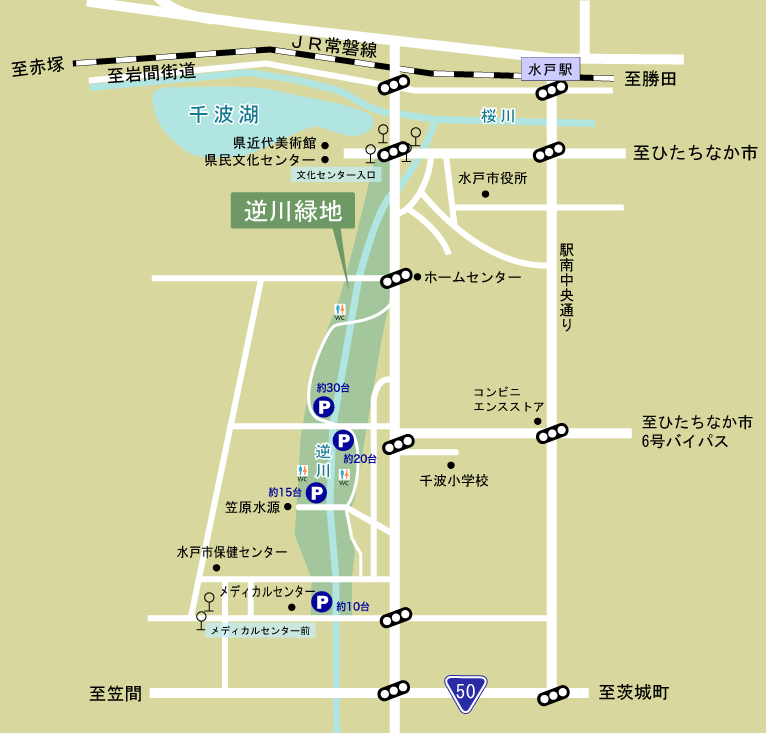 JR常磐線
水戸駅
至赤塚
至岩間街道
至勝田
千波湖
桜川
県近代美術館
県民文化センター
文化センター入口
至ひたちなか市
水戸市役所
逆川緑地
駅南中央通り
ホームセンター
WC
約30台
P
コンビニ
エンスストア
至ひたちなか市
6号バイパス
P
約20台
逆川
WC
WC
千波小学校
約15台
P
笠原水源
水戸市保健センター
メディカルセンター
P
約10台
メディカルセンター前
至笠間
50
至茨城町